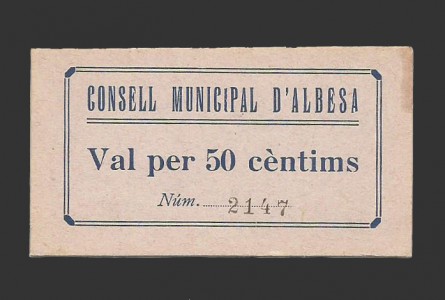 CONSELL MUNICIPAL D'ALBESA
Val per 50 cèntims
Núm. 2147